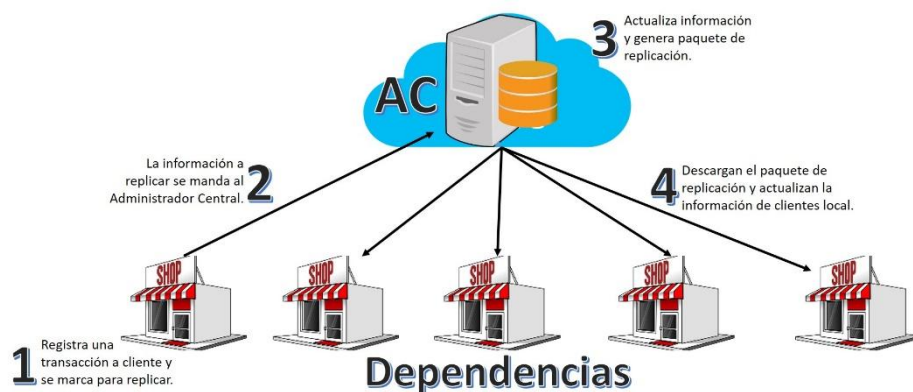 3 Actualiza información
y genera paquete de
replicación.
AC
La información a
replicar se manda al
Administrador Central.
2
4 Descargan el paquete de
replicación y actualizan la
información de clientes local.
SHOP
SHOP
SHOP
SHOP
SHOP
1 Registra una
transacción a cliente y
se marca para replicar.
Dependencias